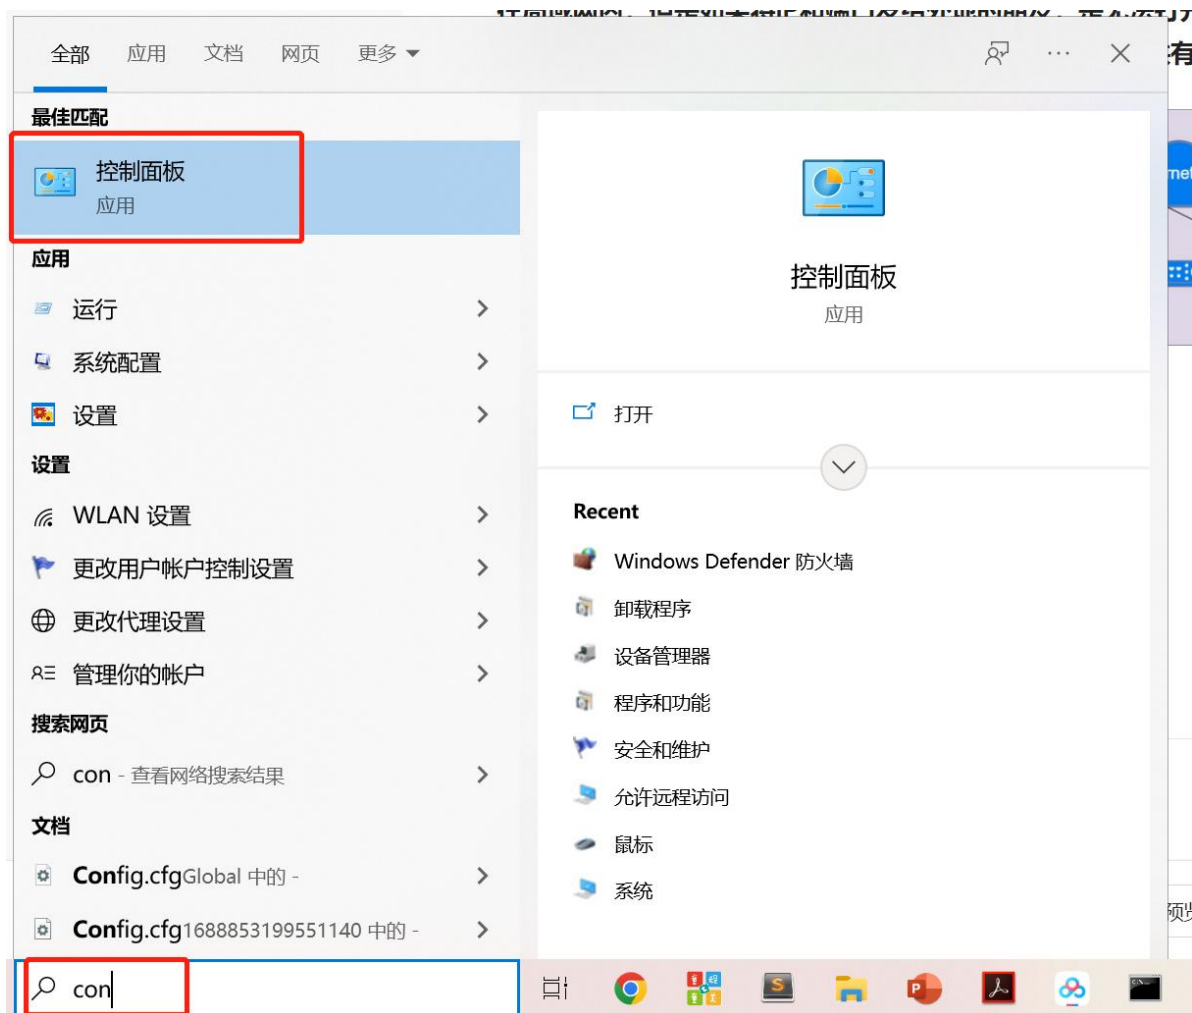 全部 应用 文档 网页 更多
有
最佳匹配
控制面板
应用
控制面板
应用
应用
运行
系统配置
设置
打开
设置
WLAN 设置
更改用户帐户控制设置
更改代理设置
管理你的帐户
Recent
Windows Defender 防火墙
卸载程序
设备管理器
程序和功能
安全和维护
允许远程访问
鼠标
系统
搜索网页
con - 查看网络搜索结果
文档
Config.cfgGlobal 中的 -
Config.cfg1688853199551140 中的 -
con